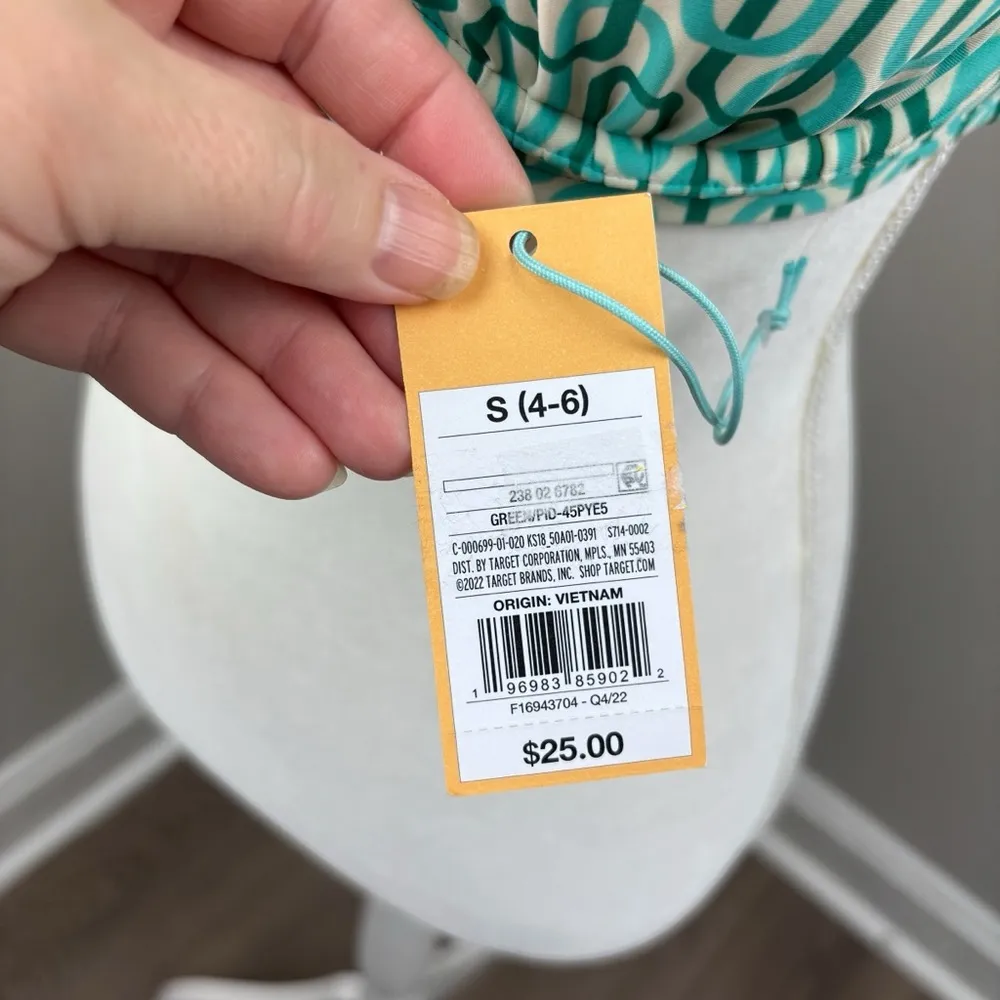 S (4-6)
238 02 6782
GREEN/PID-45PYE5
C-000699-01-020 KS18_50A01-0391 S714-0002
DIST. BY TARGET CORPORATION, MPLS., MN 55403
©2022 TARGET BRANDS, INC. SHOP TARGET.COM
ORIGIN: VIETNAM
1 96983 85902 2
F16943704 - Q4/22
$25.00